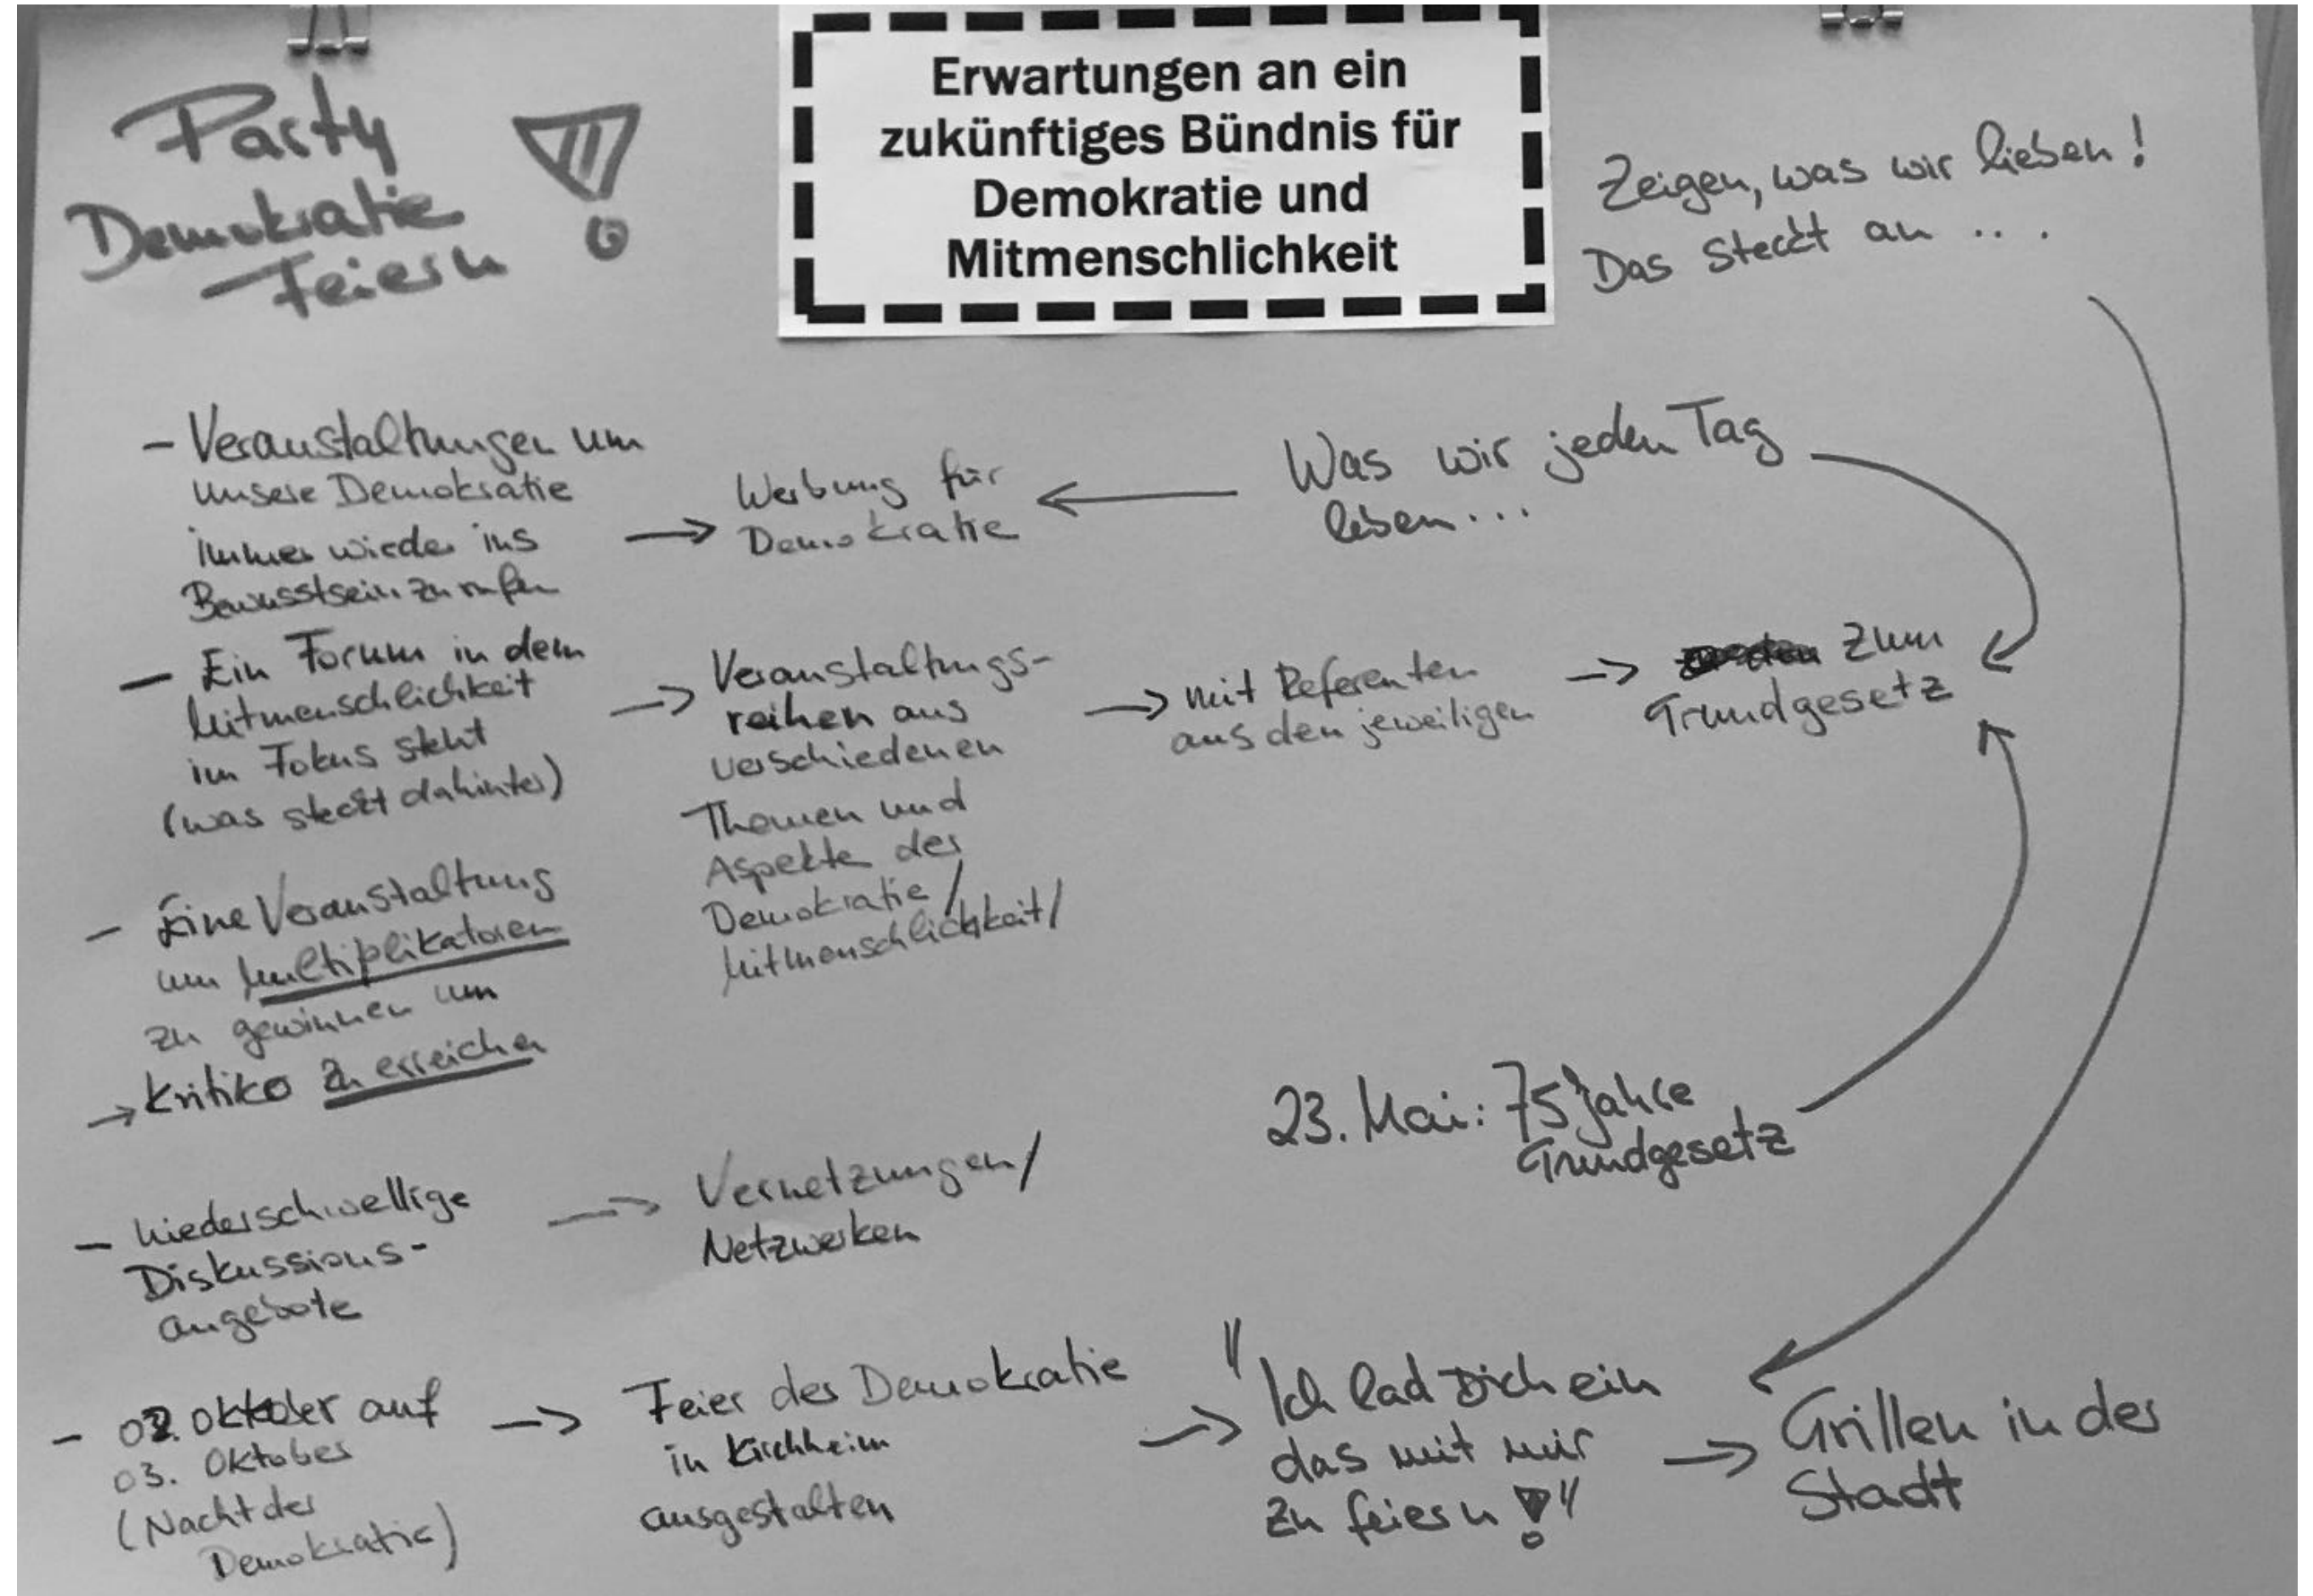 Party
Demokratie
feiern !
Erwartungen an ein
zukünftiges Bündnis für
Demokratie und
Mitmenschlichkeit
Zeigen, was wir lieben!
Das steckt an ....
- Veranstaltungen um
unsere Demokratie
immer wieder ins
Bewusstsein zu rufen
→ Werbung für
Demokratie
←
Was wir jeden Tag
leben...
- Ein Forum in dem
Mitmenschlichkeit
im Fokus steht
(was steckt dahinter)
→ Veranstaltungs-
reihen aus
verschiedenen
Themen und
Aspekte der
Demokratie/
Mitmenschlichkeit/
→ mit Referenten
aus den jeweiligen
→ zum
Grundgesetz
- Eine Veranstaltung
um Multiplikatoren
zu gewinnen um
→ Kritiko zu erreichen
23. Mai: 75 Jahre
Grundgesetz
- Niederschwellige
Diskussions-
angebote
→ Vernetzungen/
Netzwerken
- 02. Oktober auf
03. Oktober
(Nacht der
Demokratie)
→ Feier der Demokratie
in Kirchheim
ausgestalten
→ "Ich lad Dich ein
das mit mir
zu feiern!"
→ Grillen in der
Stadt